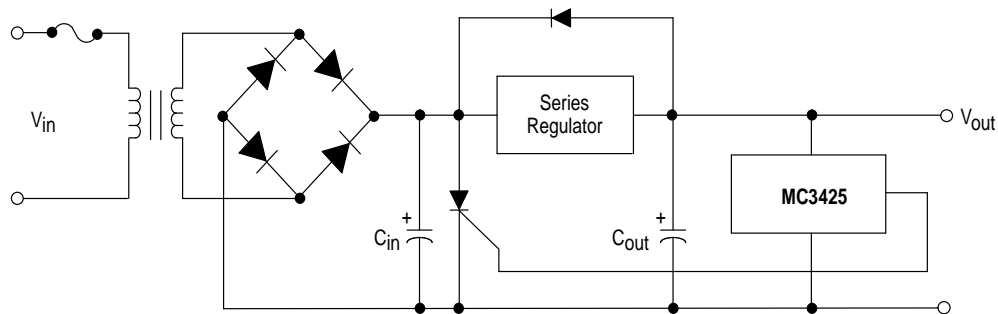 V_in
C_in
+
Series
Regulator
C_out
+
MC3425
V_out